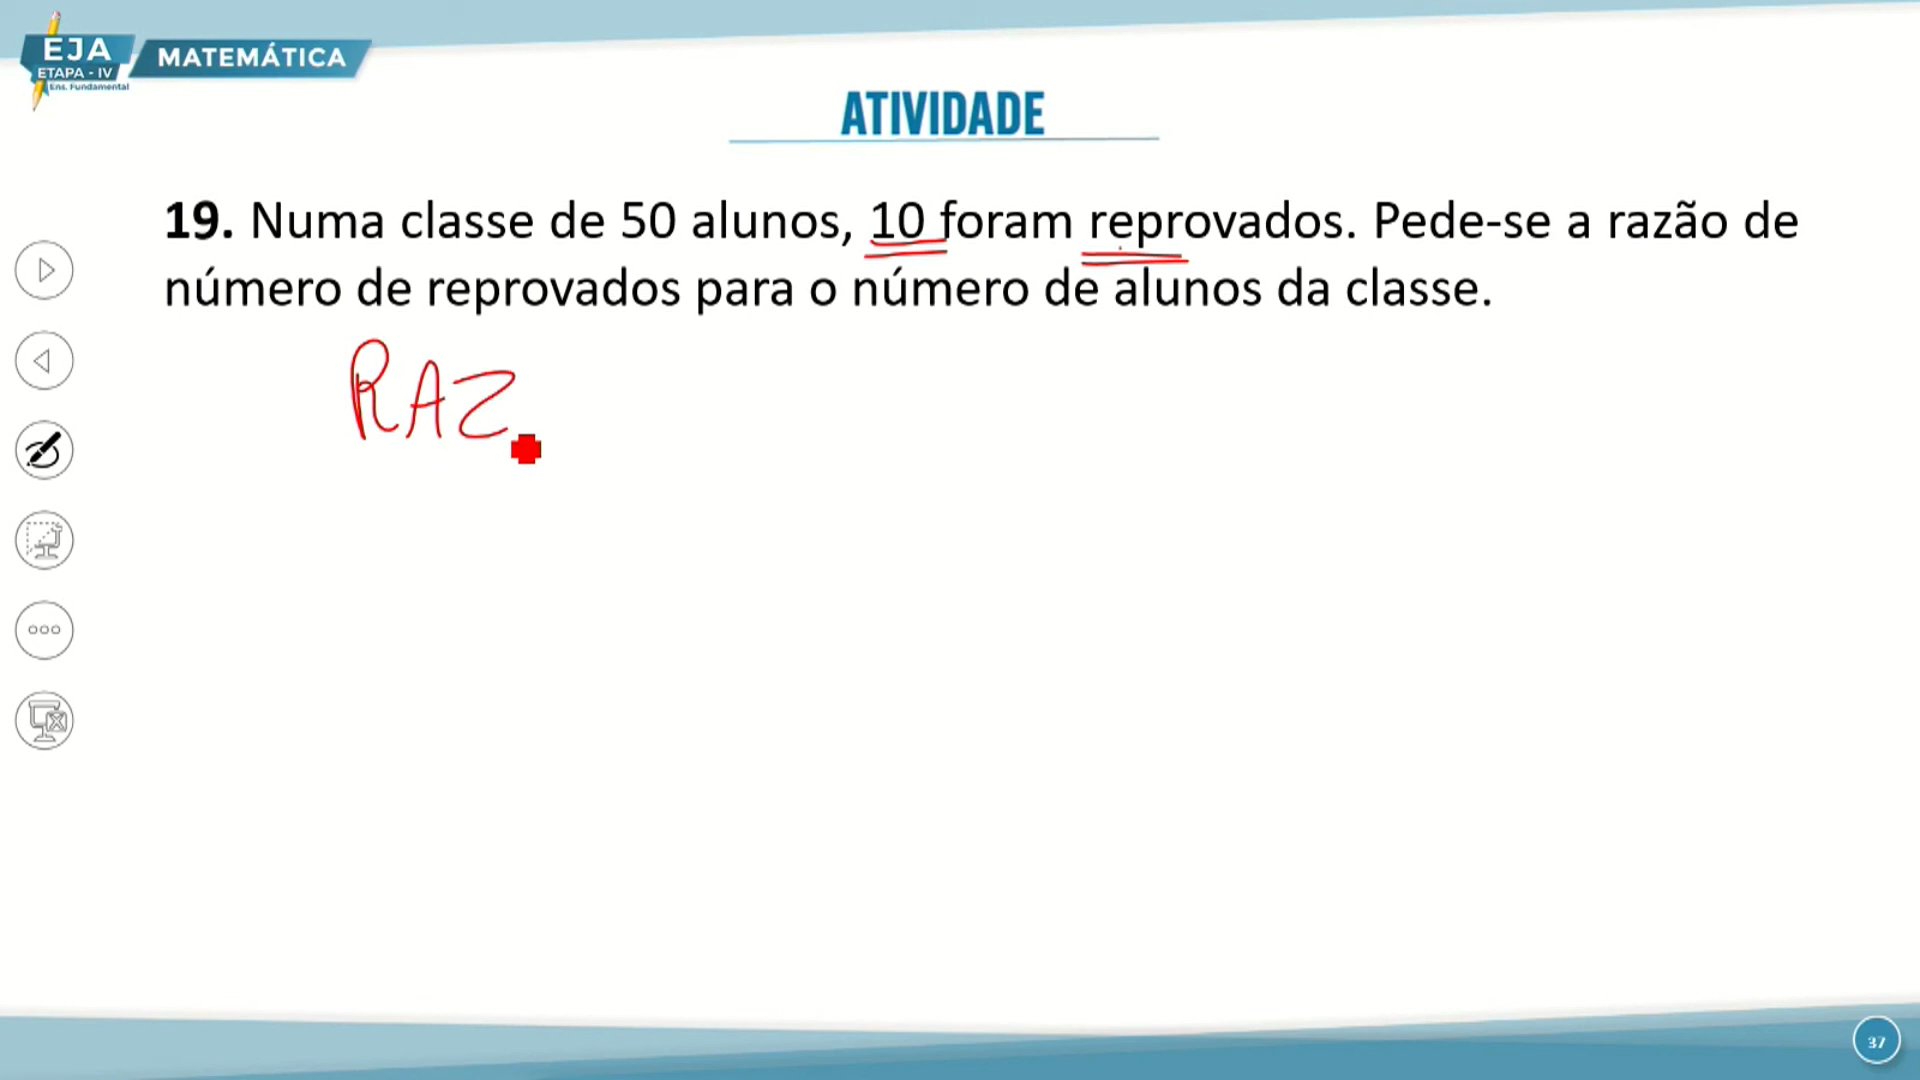 EJA
ETAPA - IV
Ens. Fundamental
MATEMÁTICA
ATIVIDADE
19. Numa classe de 50 alunos, 10 foram reprovados. Pede-se a razão de
número de reprovados para o número de alunos da classe.
RAZ
37